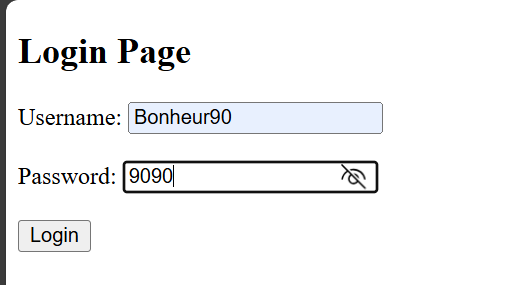 Login Page
Username: Bonheur90
Password: 9090
Login